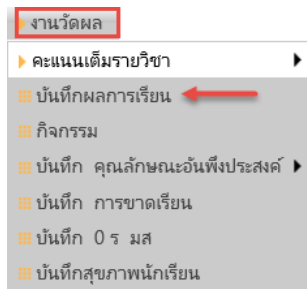 งานวัดผล
คะแนนเต็มรายวิชา
บันทึกผลการเรียน
กิจกรรม
บันทึก คุณลักษณะอันพึงประสงค์
บันทึก การขาดเรียน
บันทึก 0 ร มส
บันทึกสุขภาพนักเรียน